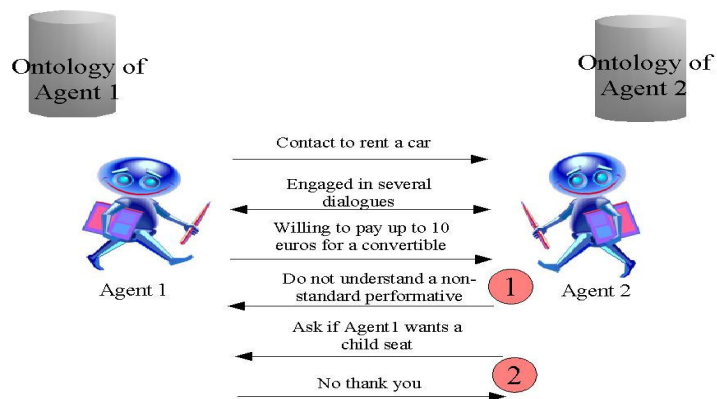 Ontology of
Agent 1
Ontology of
Agent 2
Contact to rent a car
Engaged in several
dialogues
Willing to pay up to 10
euros for a convertible
Do not understand a non-
standard performative
1
Agent 1
Agent 2
Ask if Agent1 wants a
child seat
2
No thank you